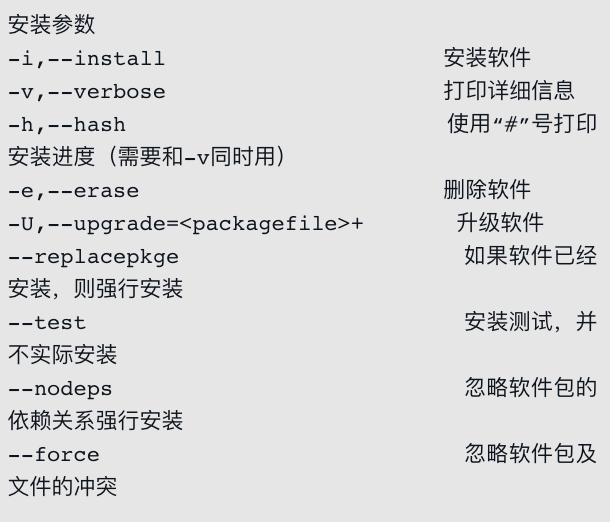 安装参数
-i,--install 安装软件
-v,--verbose 打印详细信息
-h,--hash 使用“#”号打印
安装进度（需要和-v同时用）
-e,--erase 删除软件
-U,--upgrade=<packagefile>+ 升级软件
--replacepkge 如果软件已经
安装，则强行安装
--test 安装测试，并
不实际安装
--nodeps 忽略软件包的
依赖关系强行安装
--force 忽略软件包及
文件的冲突